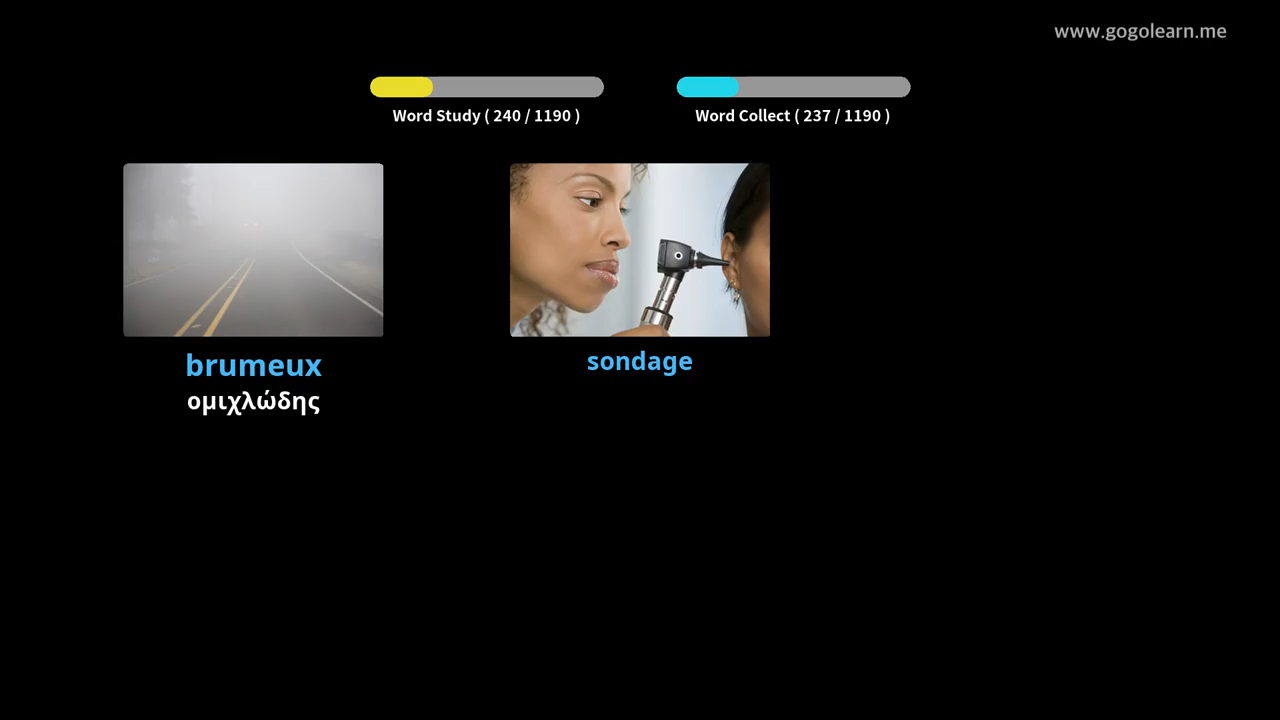 www.gogolearn.me
Word Study ( 240 / 1190 )
Word Collect ( 237 / 1190 )
brumeux
ομιχλώδης
sondage